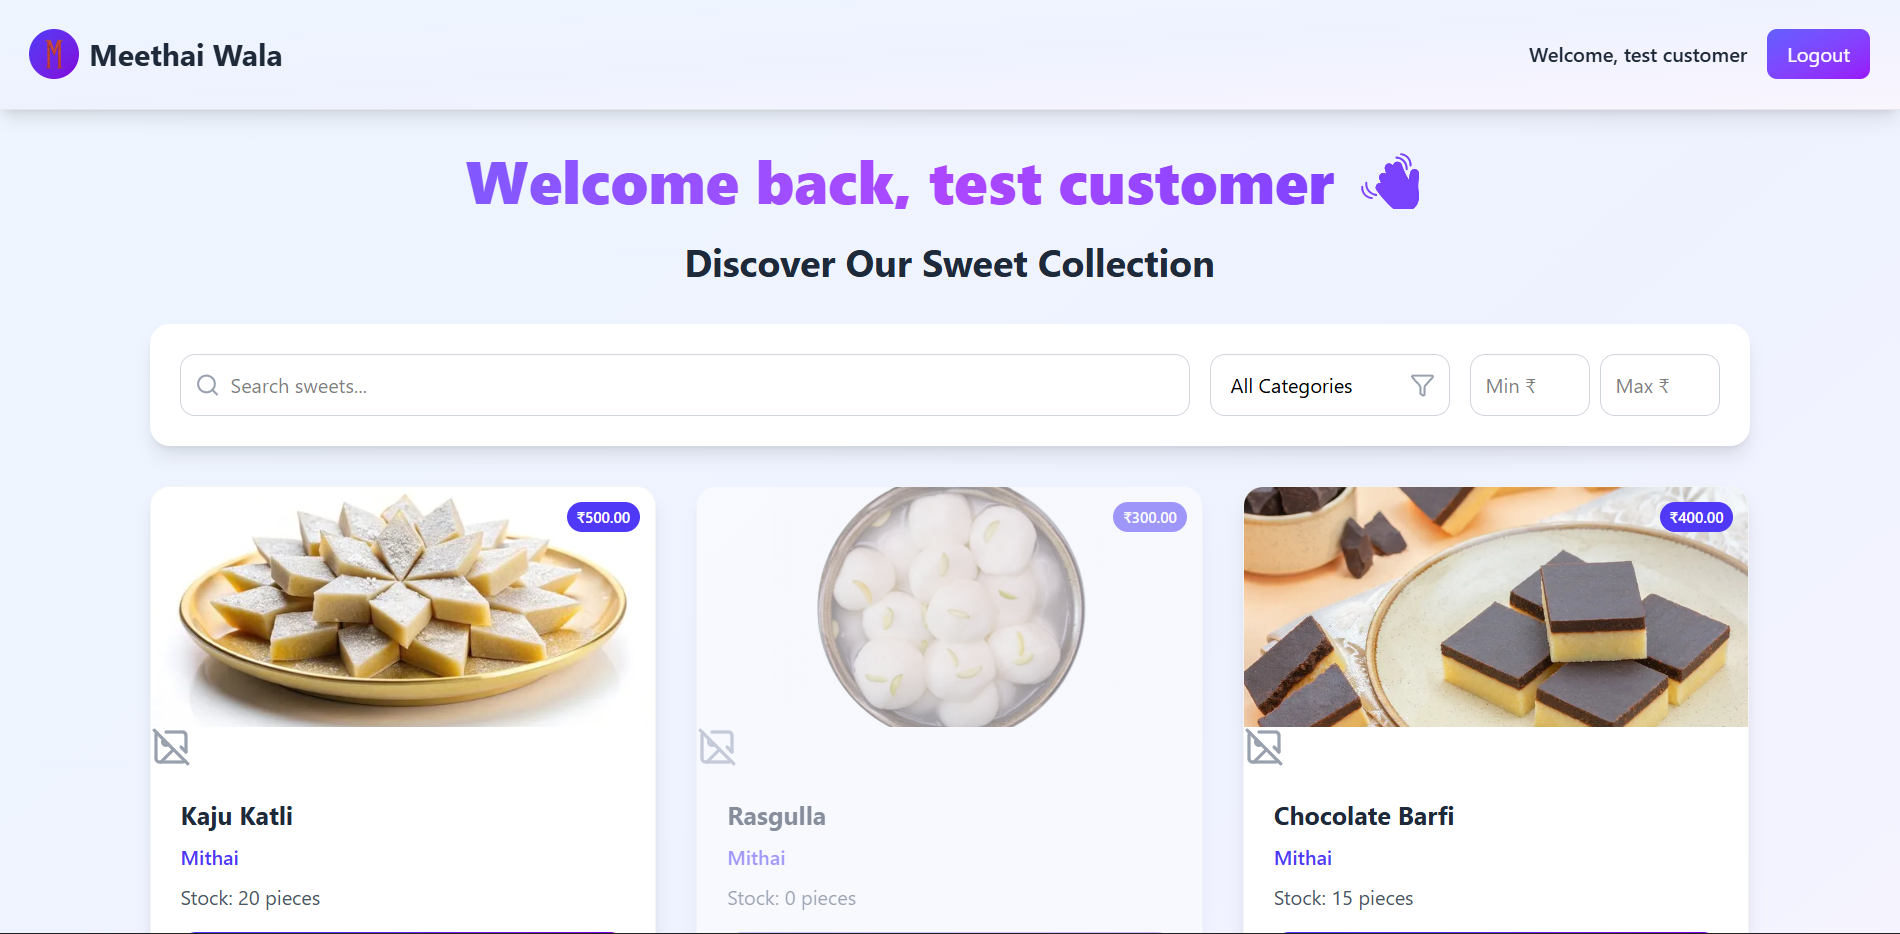 M
Meethai Wala
Welcome, test customer
Logout
Welcome back, test customer 👋
Discover Our Sweet Collection
Search sweets...
All Categories
Min ₹
Max ₹
₹500.00
₹300.00
₹400.00
Kaju Katli
Mithai
Stock: 20 pieces
Rasgulla
Mithai
Stock: 0 pieces
Chocolate Barfi
Mithai
Stock: 15 pieces